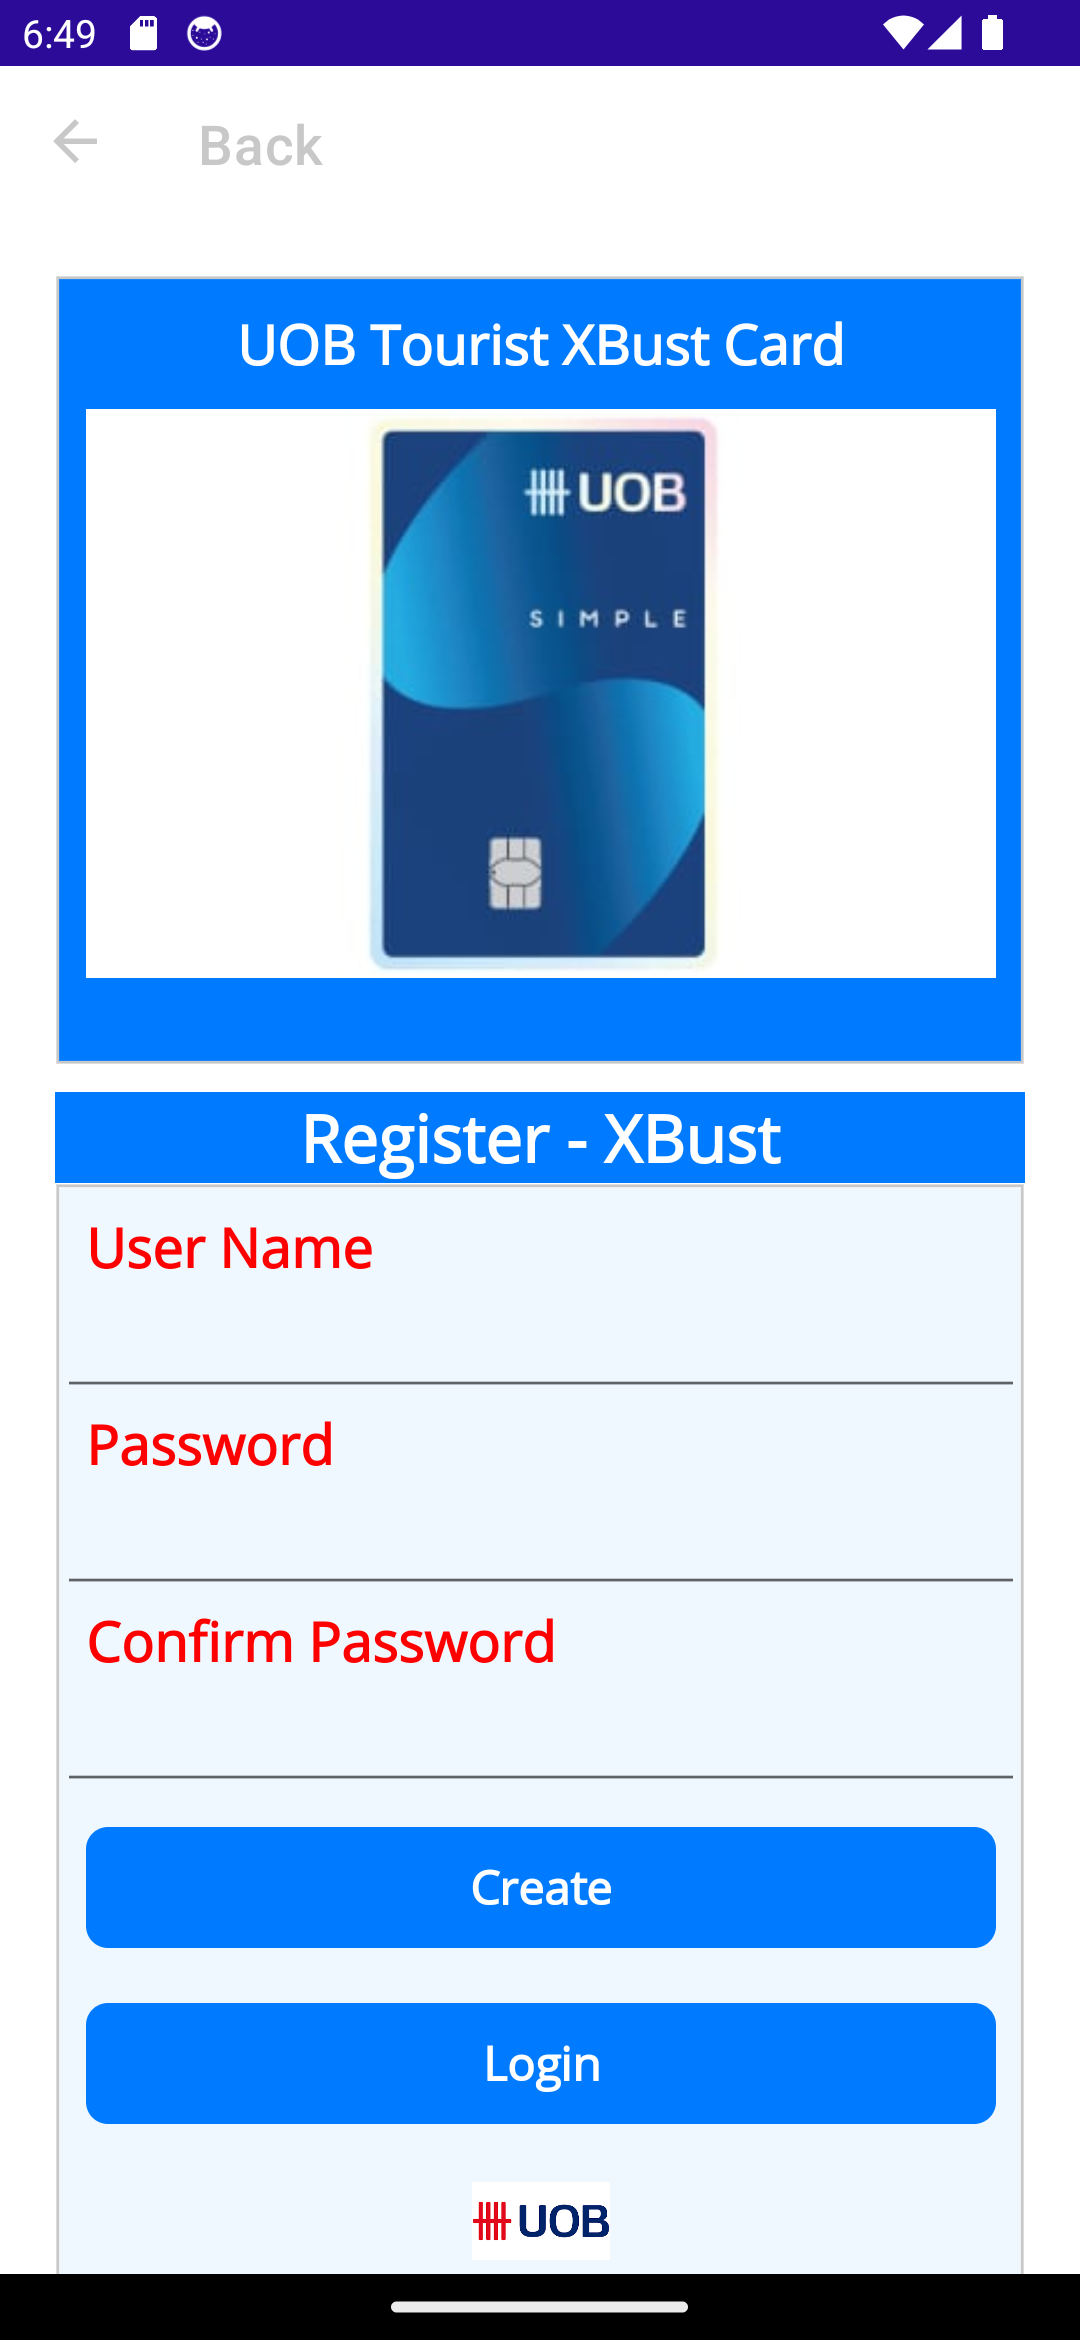 6:49
Back
UOB Tourist XBust Card
UOB
SIMPLE
Register - XBust
User Name
Password
Confirm Password
Create
Login
UOB